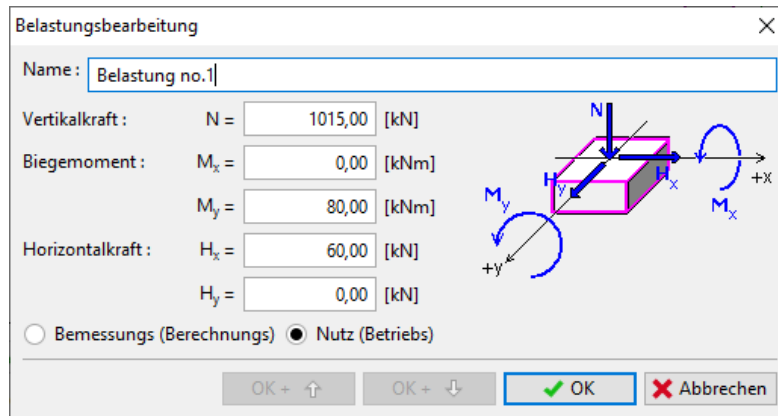 Belastungsbearbeitung
Name : Belastung no.1
Vertikalkraft : N = 1015,00 [kN]
Biegemoment : Mx = 0,00 [kNm]
My = 80,00 [kNm]
Horizontalkraft : Hx = 60,00 [kN]
Hy = 0,00 [kN]
N
Hy
Hx
+x
Mx
My
+y
Bemessungs (Berechnungs) Nutz (Betriebs)
OK + OK + OK Abbrechen